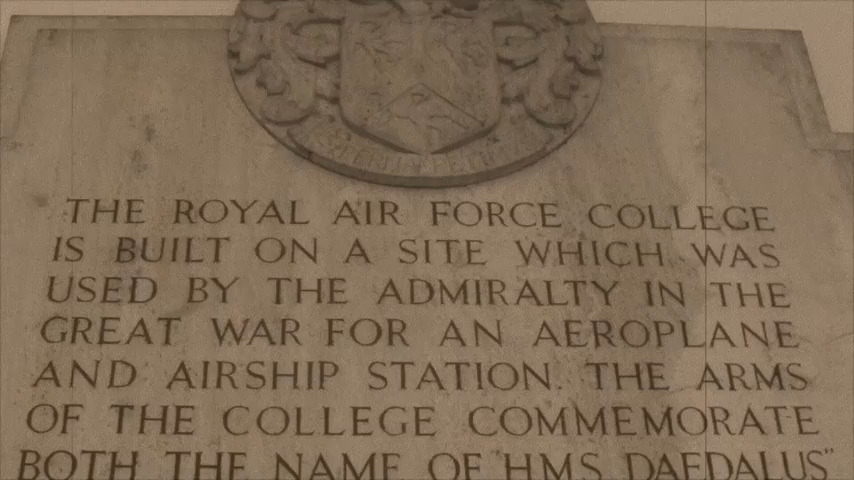 THE ROYAL AIR FORCE COLLEGE
IS BUILT ON A SITE WHICH WAS
USED BY THE ADMIRALTY IN THE
GREAT WAR FOR AN AEROPLANE
AND AIRSHIP STATION. THE ARMS
OF THE COLLEGE COMMEMORATE
BOTH THE NAME OF "HMS DAEDALUS"